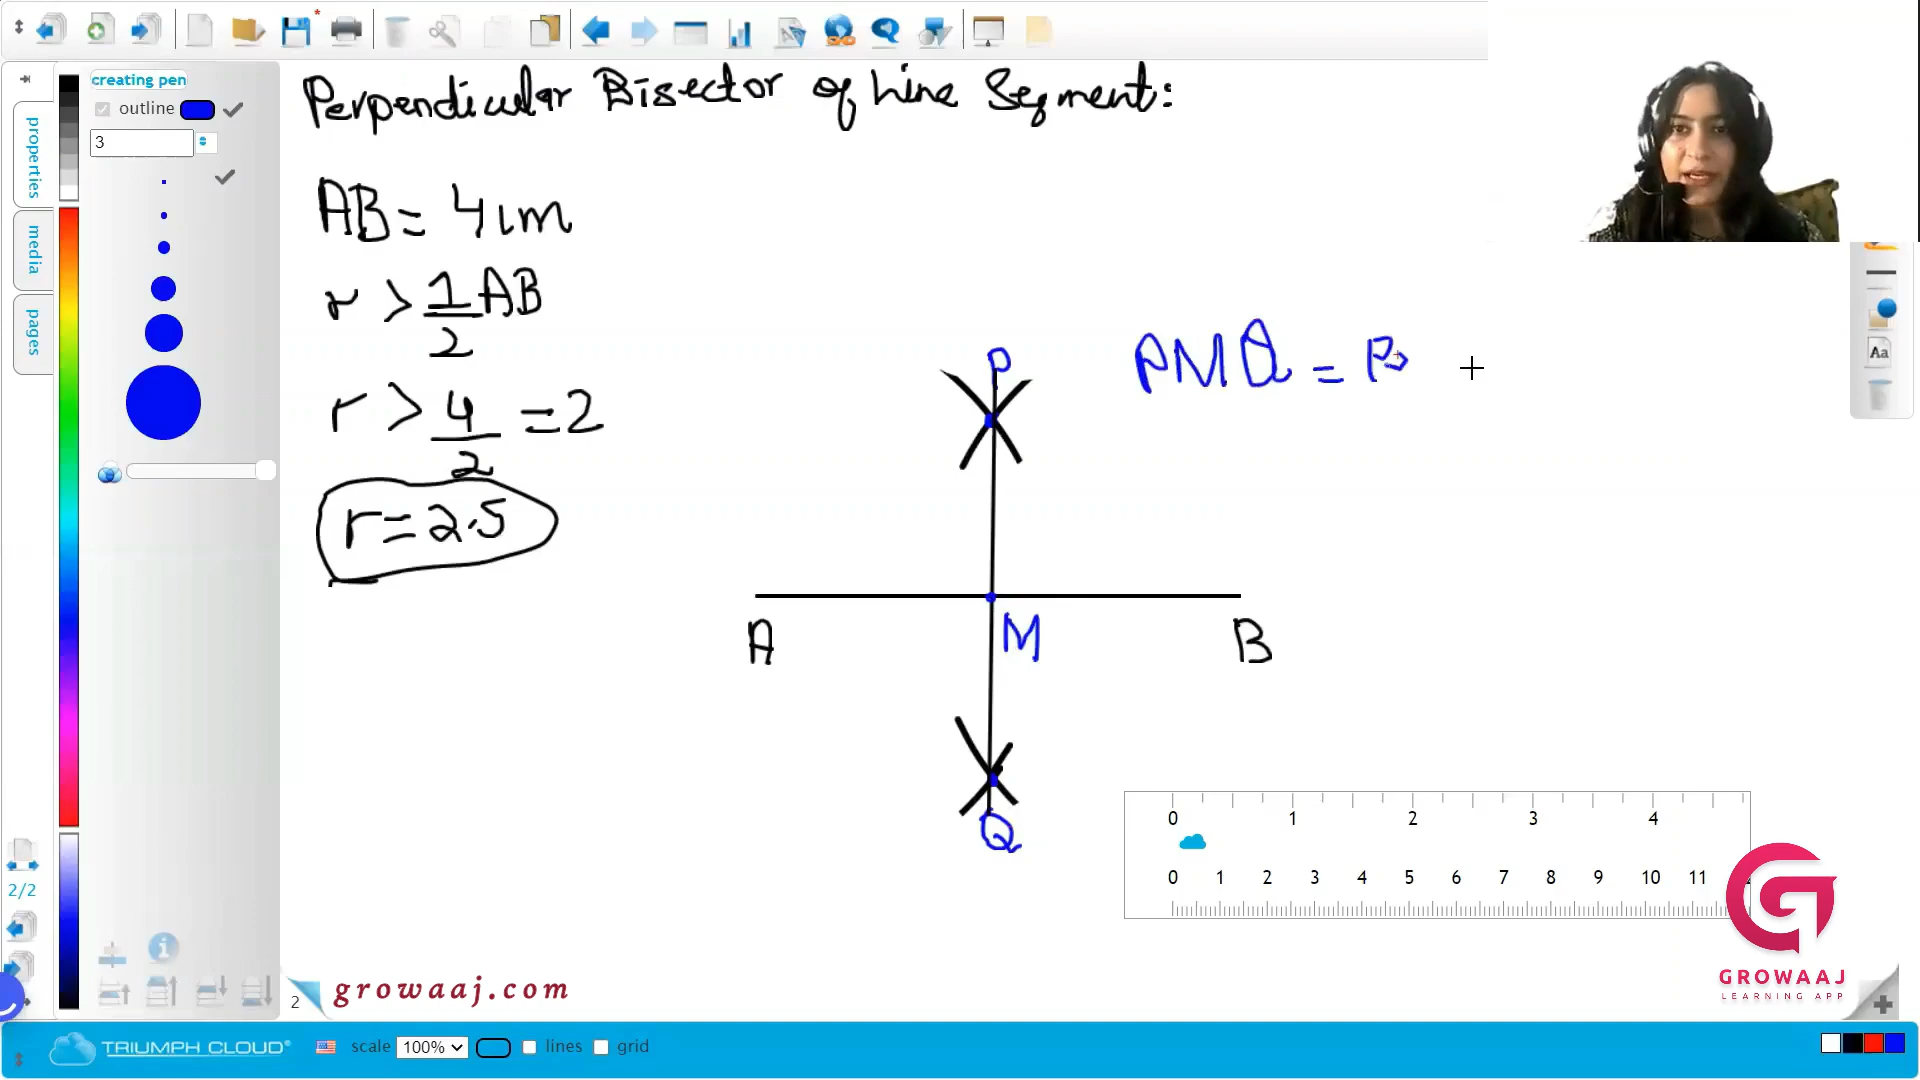 creating pen
outline
3
properties
media
pages
2/2
Perpendicular Bisector of Line Segment:
AB = 4cm
r > 1/2 AB
r > 4/2 = 2
r = 2.5
P
PMQ =
A
M
B
Q
0 1 2 3 4
0 1 2 3 4 5 6 7 8 9 10 11
Aa
2
growaaj.com
GROWAAJ
LEARNING APP
TRIUMPH CLOUD
scale 100% lines grid